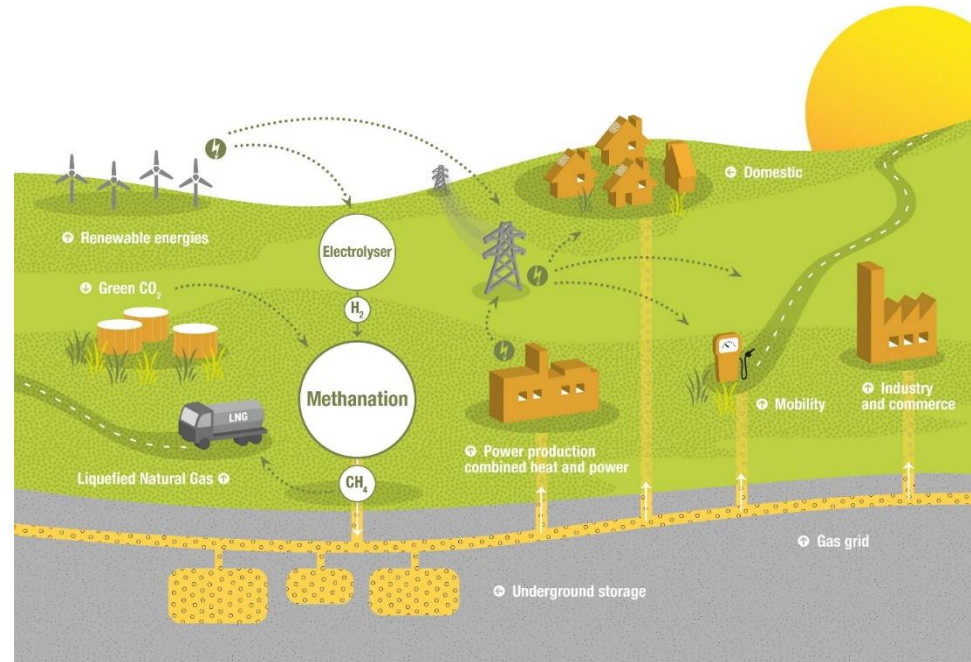 Renewable energies
Electrolyser
Domestic
Green CO₂
H₂
Methanation
LNG
Liquefied Natural Gas
CH₄
Power production
combined heat and power
Mobility
Industry
and commerce
Gas grid
Underground storage